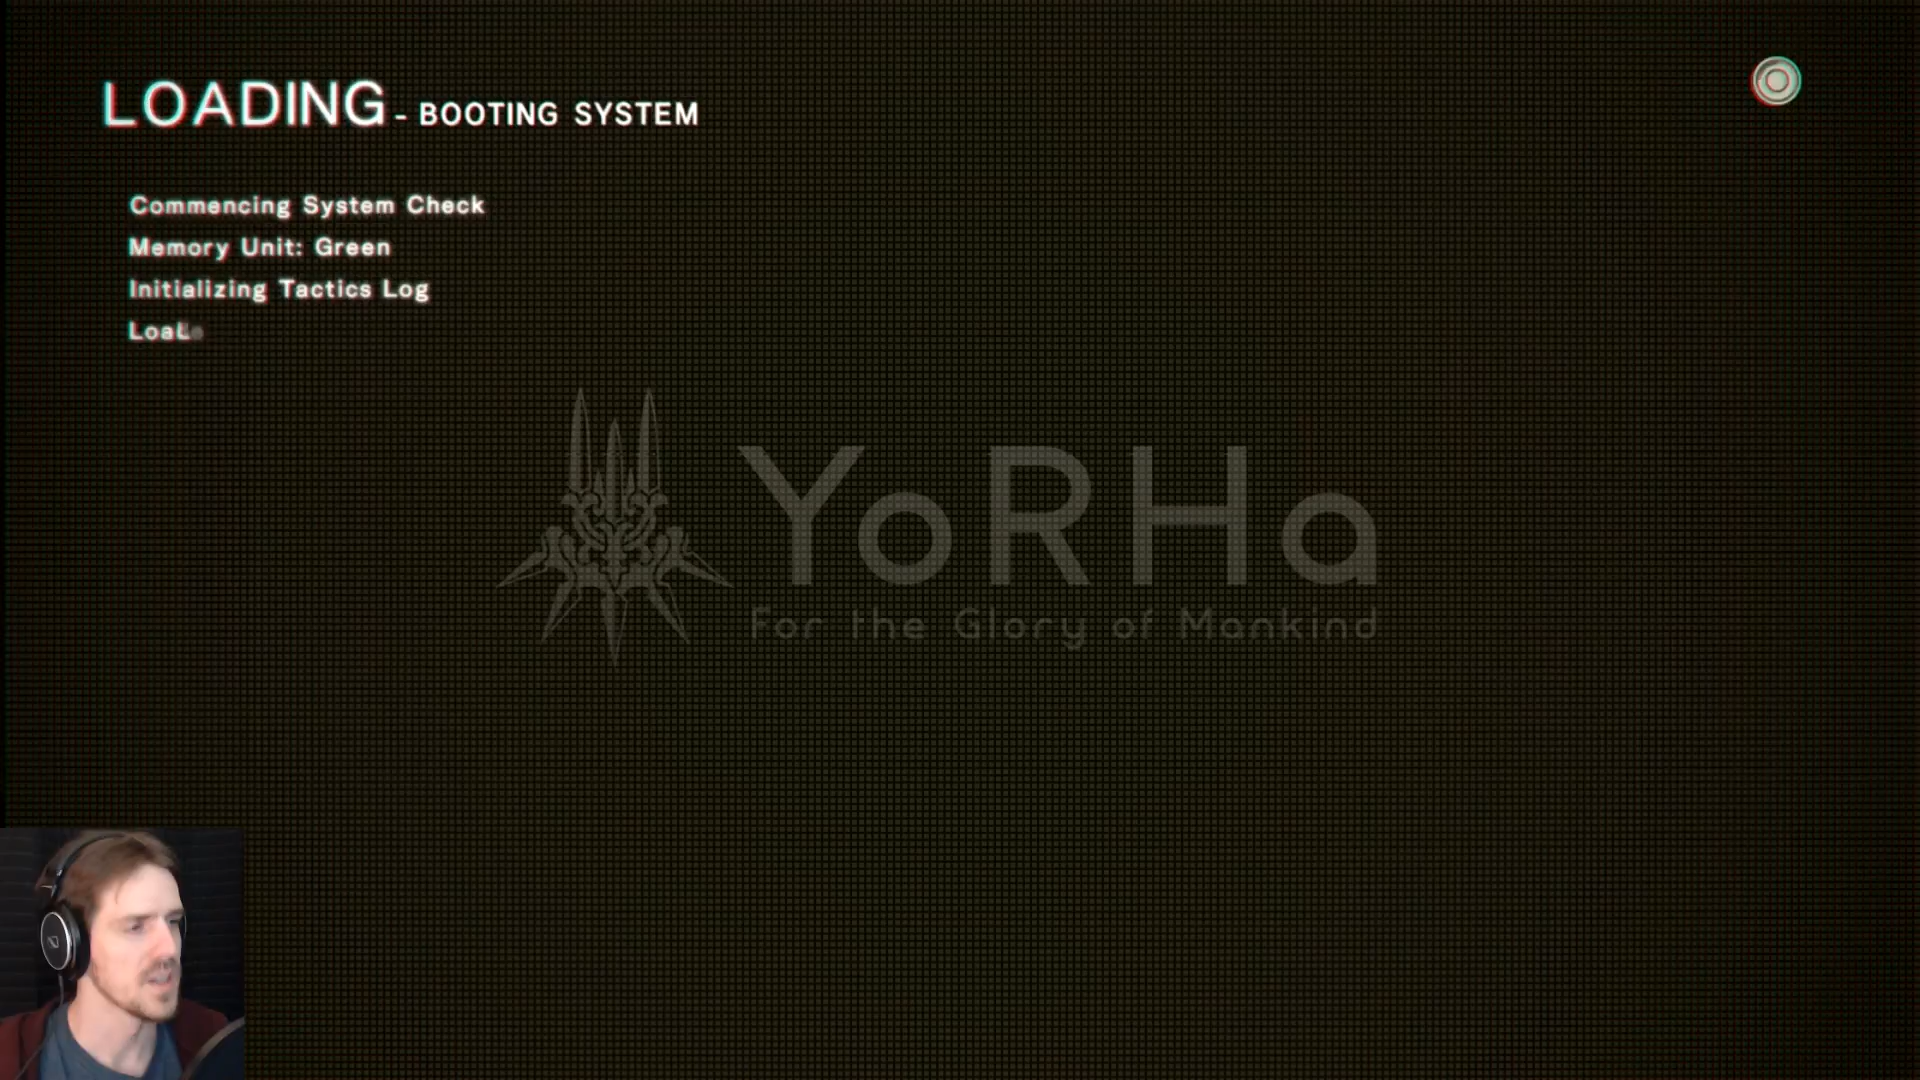 LOADING - BOOTING SYSTEM
Commencing System Check
Memory Unit: Green
Initializing Tactics Log
YoRHa
For the Glory of Mankind